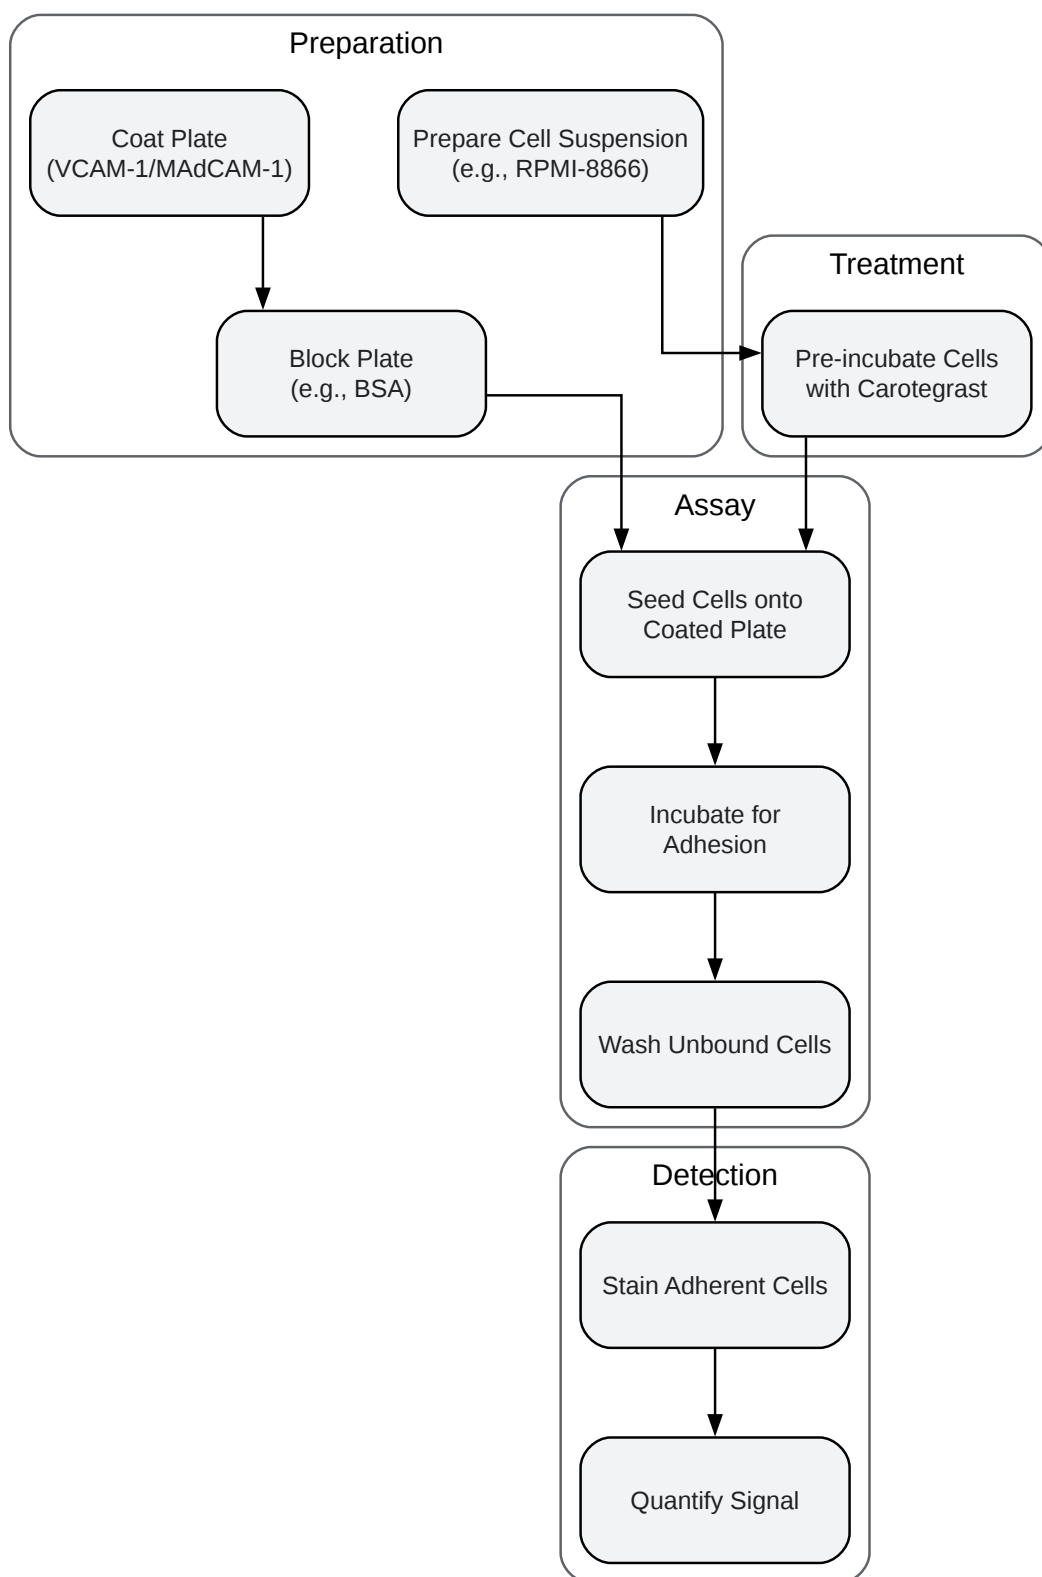 Preparation
Coat Plate
(VCAM-1/MAdCAM-1)
Prepare Cell Suspension
(e.g., RPMI-8866)
Block Plate
(e.g., BSA)
Treatment
Pre-incubate Cells
with Carotegrast
Assay
Seed Cells onto
Coated Plate
Incubate for
Adhesion
Wash Unbound Cells
Detection
Stain Adherent Cells
Quantify Signal